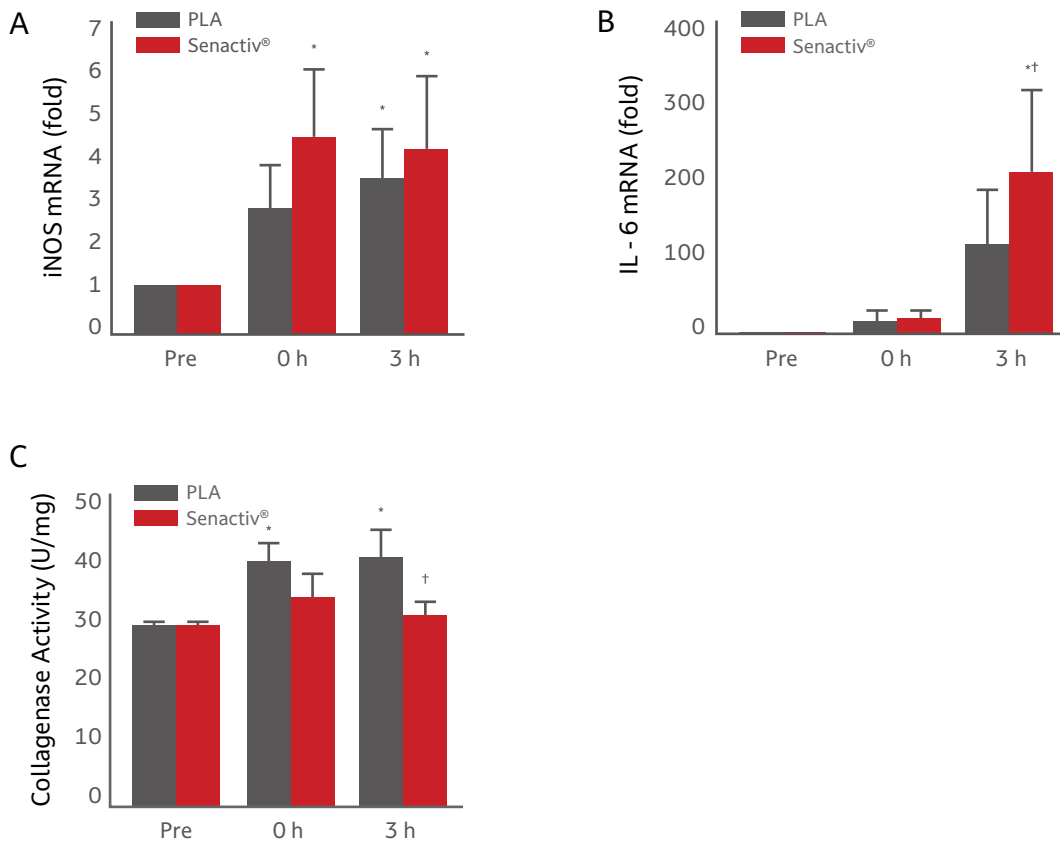 A
PLA
Senactiv®
iNOS mRNA (fold)
7
6
5
4
3
2
1
0
*
*
*
Pre
0 h
3 h
B
PLA
Senactiv®
IL - 6 mRNA (fold)
400
300
200
100
0
*†
Pre
0 h
3 h
C
PLA
Senactiv®
Collagenase Activity (U/mg)
50
40
30
20
10
0
*
*
†
Pre
0 h
3 h